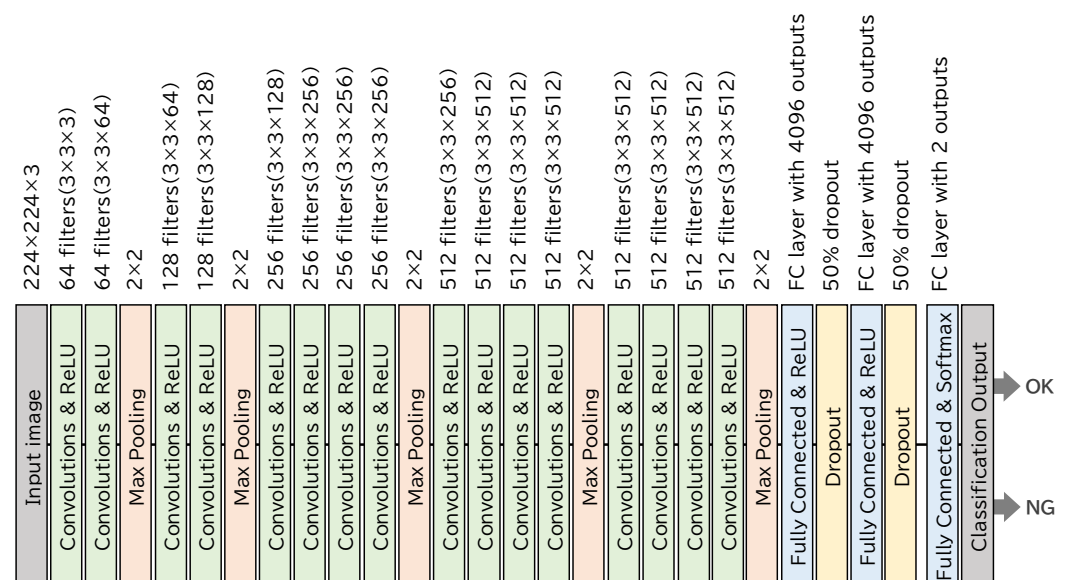 224×224×3
64 filters(3×3×3)
64 filters(3×3×64)
2×2
128 filters(3×3×64)
128 filters(3×3×128)
2×2
256 filters(3×3×128)
256 filters(3×3×256)
256 filters(3×3×256)
256 filters(3×3×256)
2×2
512 filters(3×3×256)
512 filters(3×3×512)
512 filters(3×3×512)
512 filters(3×3×512)
2×2
512 filters(3×3×512)
512 filters(3×3×512)
512 filters(3×3×512)
512 filters(3×3×512)
2×2
FC layer with 4096 outputs
50% dropout
FC layer with 4096 outputs
50% dropout
FC layer with 2 outputs
Input image
Convolutions & ReLU
Convolutions & ReLU
Max Pooling
Convolutions & ReLU
Convolutions & ReLU
Max Pooling
Convolutions & ReLU
Convolutions & ReLU
Convolutions & ReLU
Convolutions & ReLU
Max Pooling
Convolutions & ReLU
Convolutions & ReLU
Convolutions & ReLU
Convolutions & ReLU
Max Pooling
Convolutions & ReLU
Convolutions & ReLU
Convolutions & ReLU
Convolutions & ReLU
Max Pooling
Fully Connected & ReLU
Dropout
Fully Connected & ReLU
Dropout
Fully Connected & Softmax
Classification Output
OK
NG